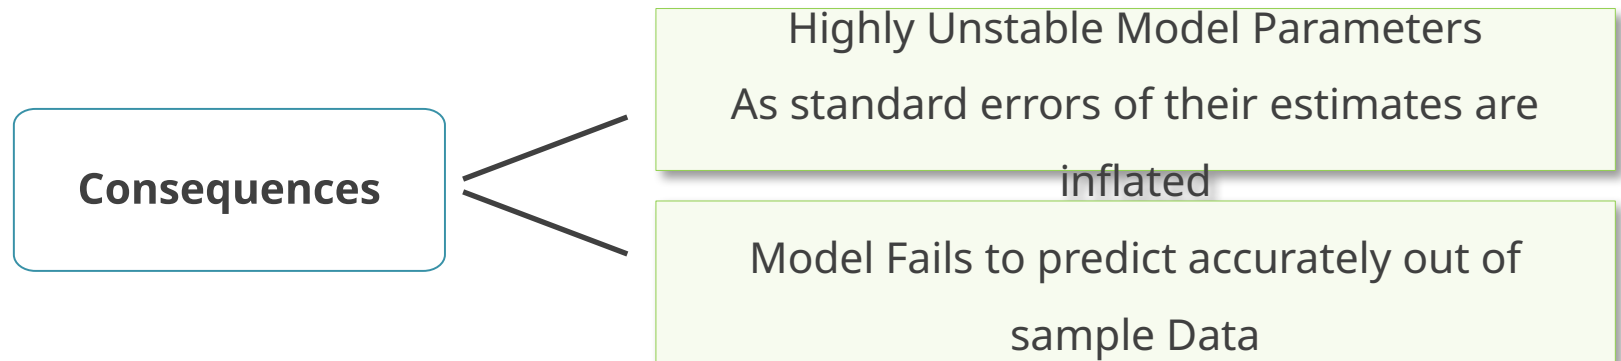 Highly Unstable Model Parameters
As standard errors of their estimates are
inflated
Consequences
Model Fails to predict accurately out of
sample Data